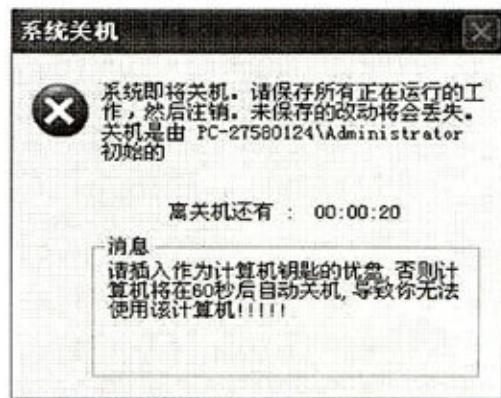 系统关机
系统即将关机。请保存所有正在运行的工
作，然后注销。未保存的改动将会丢失。
关机是由 PC-27580124\Administrator
初始的
离关机还有 : 00:00:20
消息
请插入作为计算机钥匙的优盘,否则计
算机将在60秒后自动关机,导致你无法
使用该计算机!!!!!